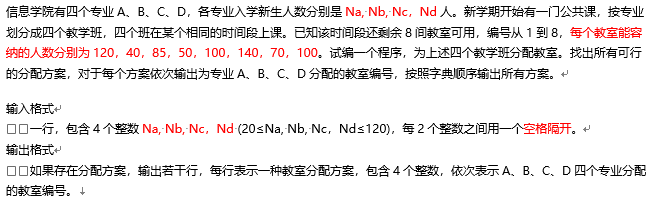 信息学院有四个专业 A、B、C、D，各专业入学新生人数分别是 Na, Nb, Nc，Nd 人。新学期开始有一门公共课，按专业
划分成四个教学班，四个班在某个相同的时间段上课。已知该时间段还剩余 8 间教室可用，编号从 1 到 8，每个教室能容
纳的人数分别为 120，40，85，50，100，140，70，100。试编一个程序，为上述四个教学班分配教室。找出所有可行
的分配方案，对于每个方案依次输出为专业 A、B、C、D 分配的教室编号，按照字典顺序输出所有方案。↵
输入格式↵
□□一行，包含 4 个整数 Na, Nb, Nc，Nd (20≤Na, Nb, Nc，Nd≤120)，每 2 个整数之间用一个空格隔开。↵
输出格式↵
□□如果存在分配方案，输出若干行，每行表示一种教室分配方案，包含 4 个整数，依次表示 A、B、C、D 四个专业分配
的教室编号。↓